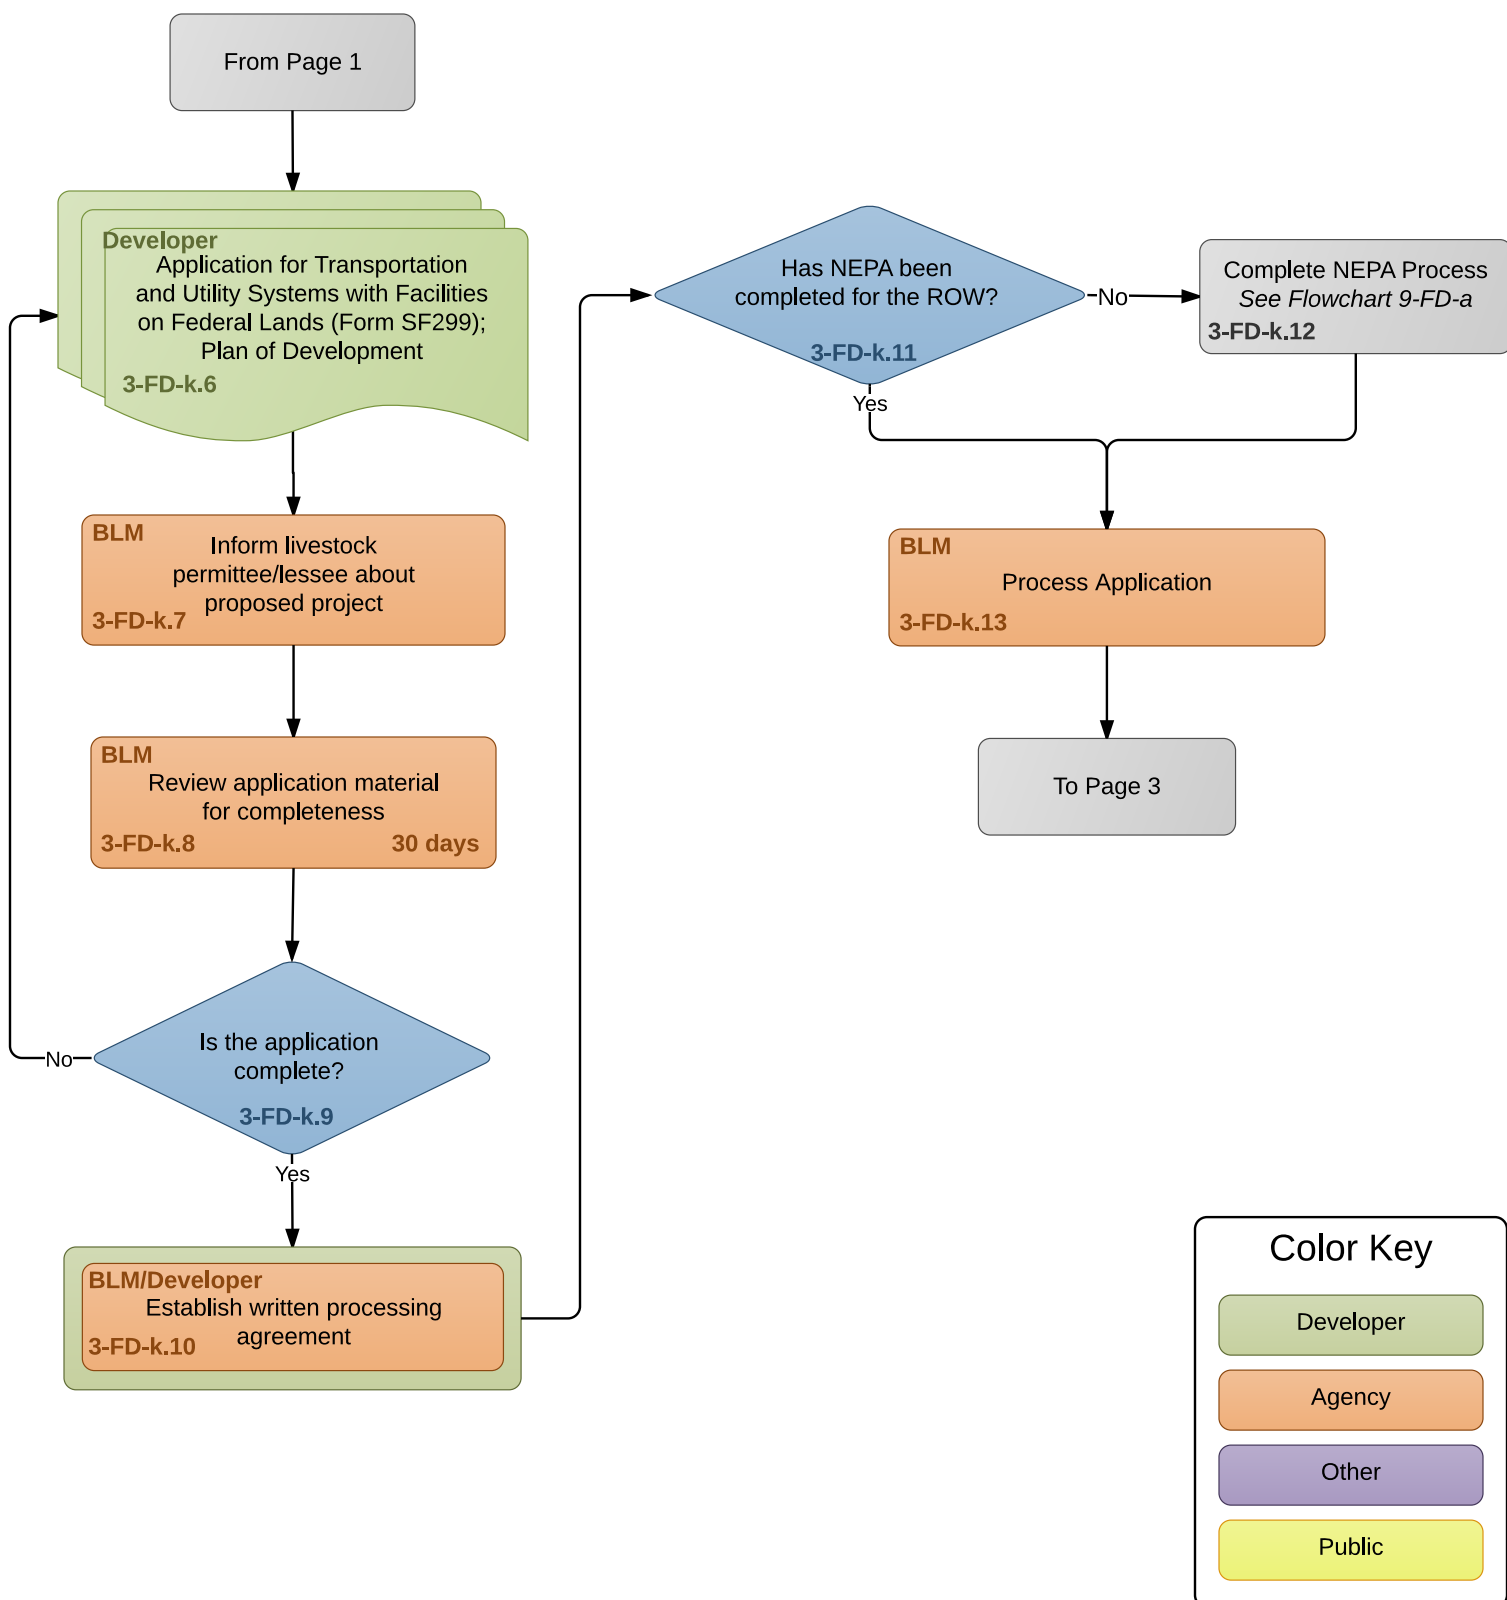 From Page 1
Developer
Application for Transportation
and Utility Systems with Facilities
on Federal Lands (Form SF299);
Plan of Development
3-FD-k.6
BLM
Inform livestock
permittee/lessee about
proposed project
3-FD-k.7
BLM
Review application material
for completeness
3-FD-k.8
30 days
Is the application
complete?
3-FD-k.9
No
Yes
BLM/Developer
Establish written processing
agreement
3-FD-k.10
Has NEPA been
completed for the ROW?
3-FD-k.11
No
Yes
Complete NEPA Process
See Flowchart 9-FD-a
3-FD-k.12
BLM
Process Application
3-FD-k.13
To Page 3
Color Key
Developer
Agency
Other
Public